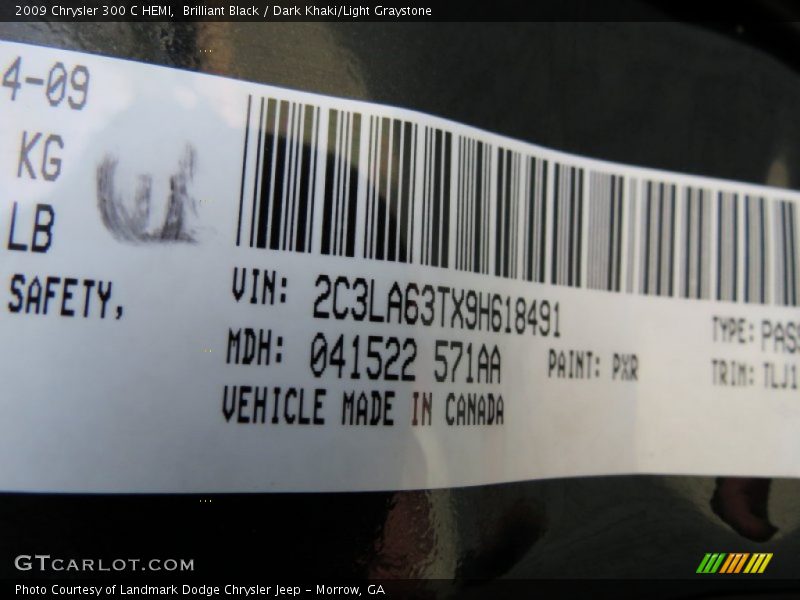 2009 Chrysler 300 C HEMI,  Brilliant Black / Dark Khaki/Light Graystone
4-09
KG
LB
SAFETY,
VIN: 2C3LA63TX9H618491
TYPE: PASS
MDH: 041522 571AA
PAINT: PXR
TRIM: TLJ1
VEHICLE MADE IN CANADA
GTCARLOT.COM
Photo Courtesy of Landmark Dodge Chrysler Jeep - Morrow, GA